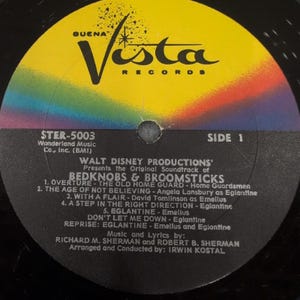 BUENA
Vista
RECORDS
STER-5003
Wonderland Music
Co., Inc. (BMI)
SIDE 1
WALT DISNEY PRODUCTIONS'
Presents the Original Soundtrack of
BEDKNOBS & BROOMSTICKS
1. OVERTURE - THE OLD HOME GUARD - Home Guardsmen
2. THE AGE OF NOT BELIEVING - Angela Lansbury as Eglantine
3. WITH A FLAIR - David Tomlinson as Emelius
4. A STEP IN THE RIGHT DIRECTION - Eglantine
5. EGLANTINE - Emelius
DON'T LET ME DOWN - Eglantine
REPRISE: EGLANTINE - Emelius and Eglantine
Music and Lyrics by:
RICHARD M. SHERMAN and ROBERT B. SHERMAN
Arranged and Conducted by: IRWIN KOSTAL